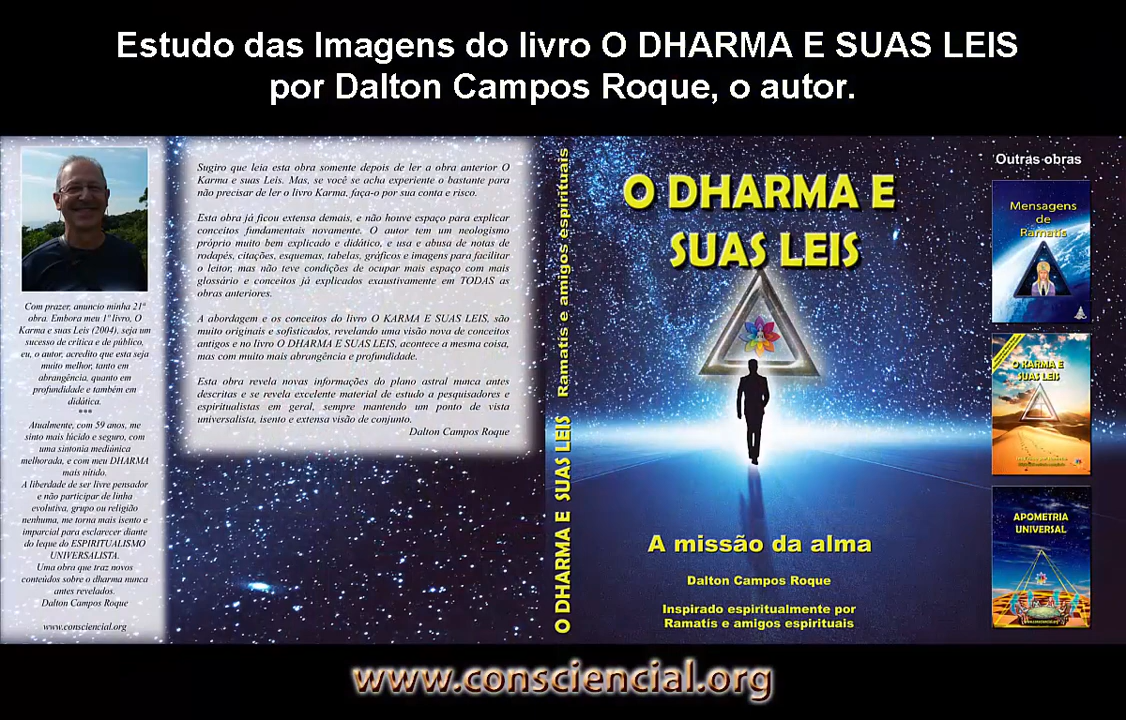 Estudo das Imagens do livro O DHARMA E SUAS LEIS
por Dalton Campos Roque, o autor.
Com prazer, anuncio minha 21ª
obra. Embora meu 1º livro, O
Karma e suas Leis (2004), seja um
sucesso de crítica e de público,
eu, o autor, acredito que esta seja
muito melhor, tanto em
abrangência, quanto em
profundidade e também em
didática.
***
Atualmente, com 59 anos, me
sinto mais lúcido e seguro, com
uma sintonia mediúnica
melhorada, e com meu DHARMA
mais nítido.
A liberdade de ser livre pensador
e não participar de linha
evolutiva, grupo ou religião
nenhuma, me torna mais isento e
imparcial para esclarecer diante
do leque do ESPIRITUALISMO
UNIVERSALISTA.
Uma obra que traz novos
conteúdos sobre o dharma nunca
antes revelados.
Dalton Campos Roque
www.consciencial.org
Sugiro que leia esta obra somente depois de ler a obra anterior O
Karma e suas Leis. Mas, se você se acha experiente o bastante para
não precisar de ler o livro Karma, faça-o por sua conta e risco.
Esta obra já ficou extensa demais, e não houve espaço para explicar
conceitos fundamentais novamente. O autor tem um neologismo
próprio muito bem explicado e didático, e usa e abusa de notas de
rodapés, citações, esquemas, tabelas, gráficos e imagens para facilitar
o leitor, mas não teve condições de ocupar mais espaço com mais
glossário e conceitos já explicados exaustivamente em TODAS as
obras anteriores.
A abordagem e os conceitos do livro O KARMA E SUAS LEIS, são
muito originais e sofisticados, revelando uma visão nova de conceitos
antigos e no livro O DHARMA E SUAS LEIS, acontece a mesma coisa,
mas com muito mais abrangência e profundidade.
Esta obra revela novas informações do plano astral nunca antes
descritas e se revela excelente material de estudo a pesquisadores e
espiritualistas em geral, sempre mantendo um ponto de vista
universalista, isento e extensa visão de conjunto.
Dalton Campos Roque
O DHARMA E SUAS LEIS Ramatís e amigos espirituais
O DHARMA E
SUAS LEIS
A missão da alma
Dalton Campos Roque
Inspirado espiritualmente por
Ramatís e amigos espirituais
Outras obras
Mensagens
de
Ramatís
O KARMA E
SUAS LEIS
APOMETRIA
UNIVERSAL
www.consciencial.org